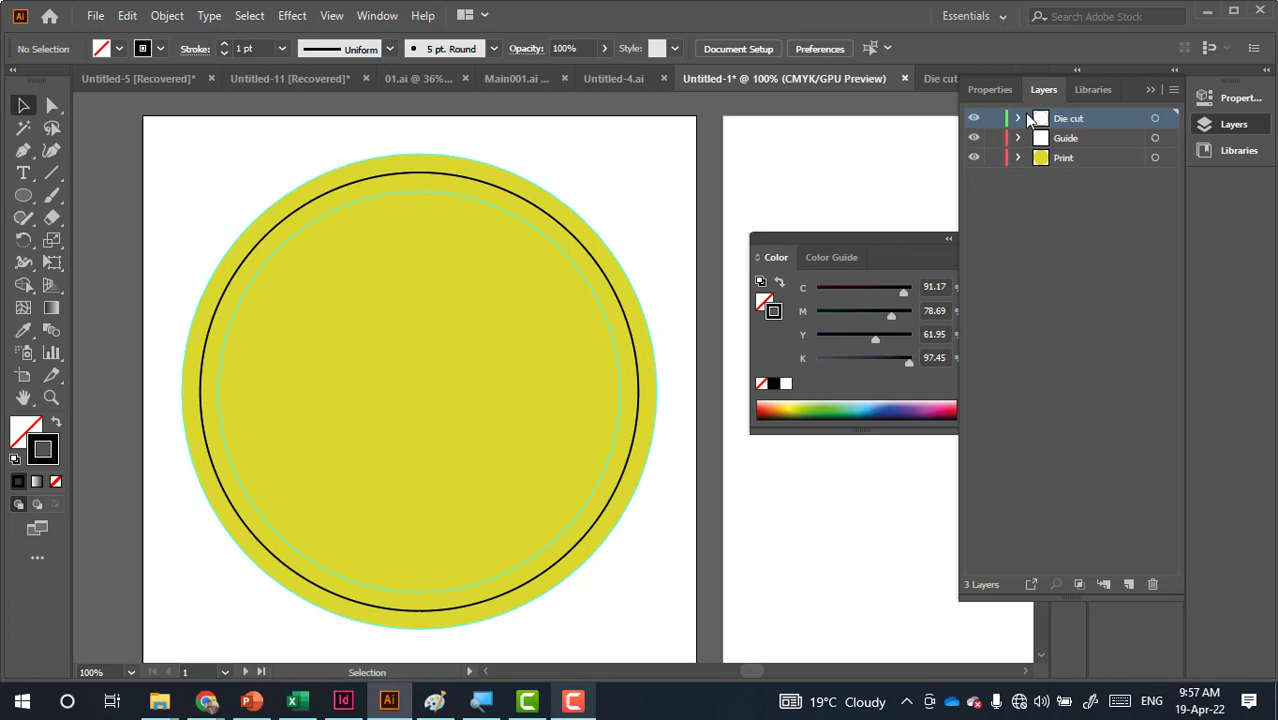 Ai
File Edit Object Type Select Effect View Window Help
Essentials
Search Adobe Stock
No Selection
Stroke:
1 pt
Uniform
5 pt. Round
Opacity:
100%
Style:
Document Setup
Preferences
Untitled-5 [Recovered]*
Untitled-11 [Recovered]*
01.ai @ 36%...
Main001.ai ...
Untitled-4.ai
Untitled-1* @ 100% (CMYK/GPU Preview)
Die cut
Properties
Layers
Libraries
Die cut
Guide
Print
Propert...
Layers
Libraries
Color
Color Guide
C
91.17
M
78.69
Y
61.95
K
97.45
3 Layers
100%
1
Selection
19°C Cloudy
ENG
9:57 AM
19-Apr-22